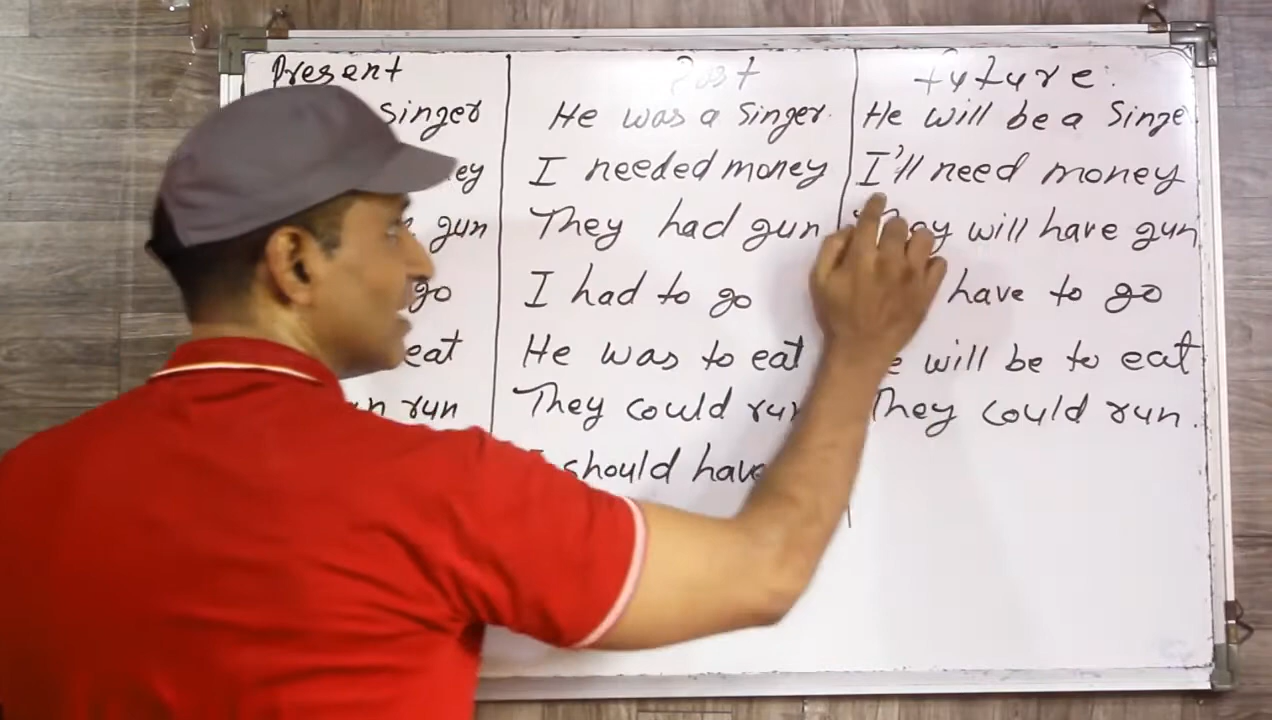 Present Past Future:
Singer He was a Singer. He will be a Singe
I needed money I'll need money
gun They had gun They will have gun
go I had to go have to go
eat He was to eat will be to eat
run They could run They could run.
should have